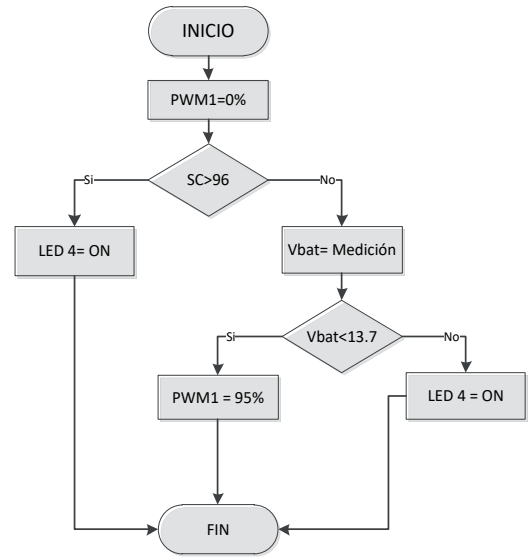 INICIO
PWM1=0%
SC>96
Si
No
LED 4= ON
Vbat= Medición
Vbat<13.7
Si
No
PWM1 = 95%
LED 4 = ON
FIN